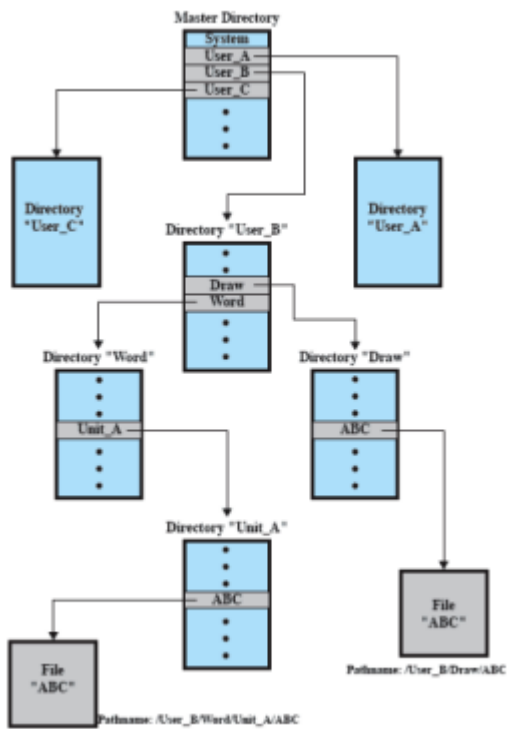 Master Directory
System
User_A
User_B
User_C
Directory
"User_C"
Directory
"User_A"
Directory "User_B"
Draw
Word
Directory "Word"
Directory "Draw"
Unit_A
ABC
Directory "Unit_A"
ABC
File
"ABC"
Pathname: /User_B/Draw/ABC
File
"ABC"
Pathname: /User_B/Word/Unit_A/ABC